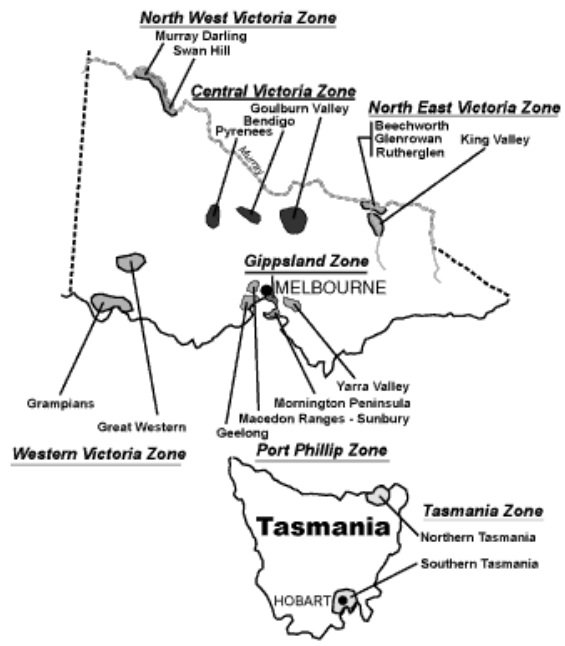 North West Victoria Zone
Murray Darling
Swan Hill
Central Victoria Zone
Goulburn Valley
Bendigo
Pyrenees
North East Victoria Zone
Beechworth
Glenrowan
Rutherglen
King Valley
Murray
Gippsland Zone
MELBOURNE
Yarra Valley
Grampians
Mornington Peninsula
Macedon Ranges - Sunbury
Great Western
Geelong
Western Victoria Zone
Port Phillip Zone
Tasmania Zone
Tasmania
Northern Tasmania
Southern Tasmania
HOBART